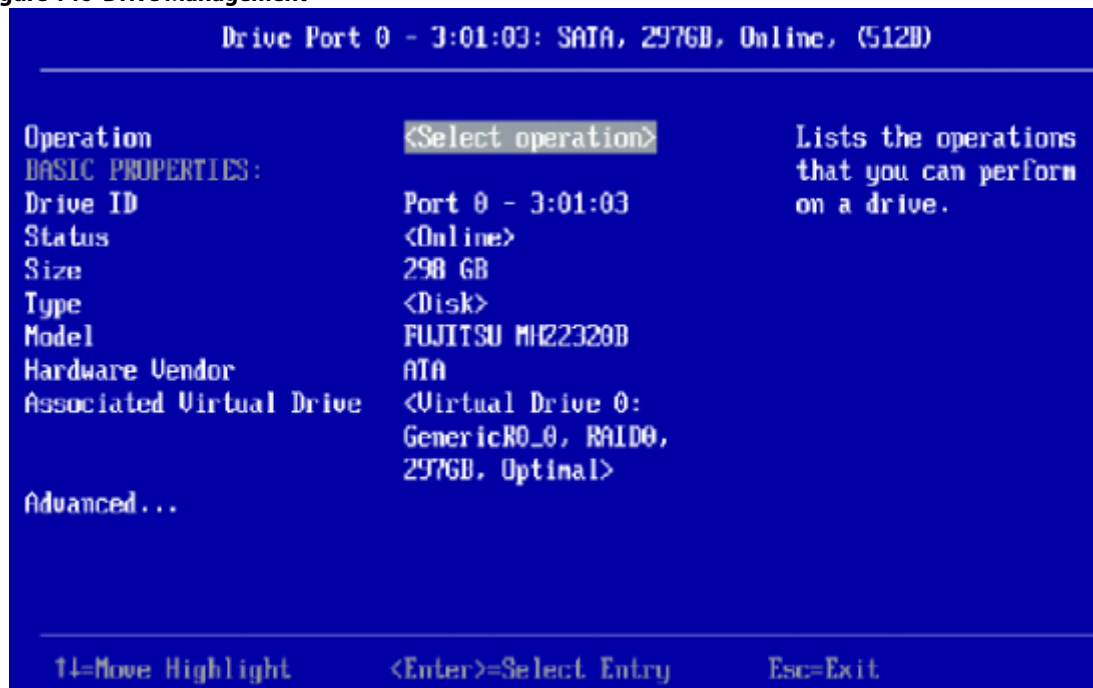 Drive Management
Drive Port 0 - 3:01:03: SATA, 297GB, Online, (512B)
Operation <Select operation> Lists the operations
BASIC PROPERTIES: that you can perform
Drive ID Port 0 - 3:01:03 on a drive.
Status <Online>
Size 298 GB
Type <Disk>
Model FUJITSU MHZ2320B
Hardware Vendor ATA
Associated Virtual Drive <Virtual Drive 0:
GenericR0_0, RAID0,
297GB, Optimal>
Advanced...
↑↓=Move Highlight <Enter>=Select Entry Esc=Exit